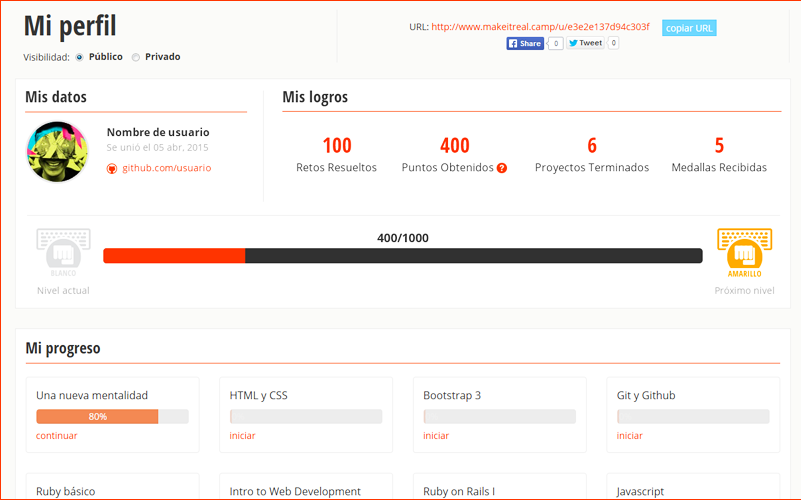 Mi perfil
URL: http://www.makeitreal.camp/u/e3e2e137d94c303f copiar URL
Share 0 Tweet 0
Visibilidad: Público Privado
Mis datos
Nombre de usuario
Se unió el 05 abr, 2015
github.com/usuario
Mis logros
100 400 6 5
Retos Resueltos Puntos Obtenidos ? Proyectos Terminados Medallas Recibidas
400/1000
BLANCO AMARILLO
Nivel actual Próximo nivel
Mi progreso
Una nueva mentalidad HTML y CSS Bootstrap 3 Git y Github
80%
continuar iniciar iniciar iniciar
Ruby básico Intro to Web Development Ruby on Rails I Javascript